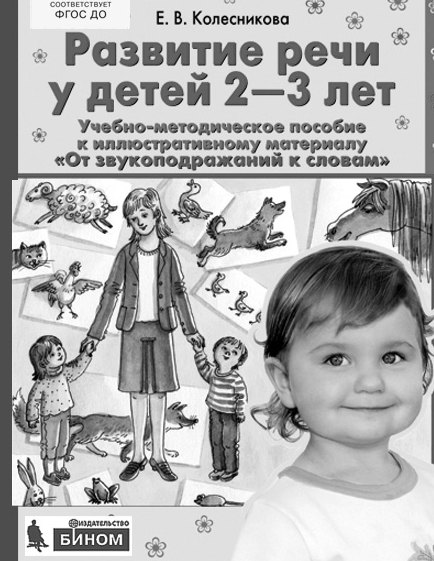 СООТВЕТСТВУЕТ
ФГОС ДО
Е. В. Колесникова
Развитие речи
у детей 2—3 лет
Учебно-методическое пособие
к иллюстративному материалу
«От звукоподражаний к словам»
ИЗДАТЕЛЬСТВО
БИНОМ